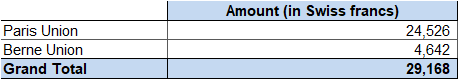 Amount (in Swiss francs)
Paris Union 24,526
Berne Union 4,642
Grand Total 29,168